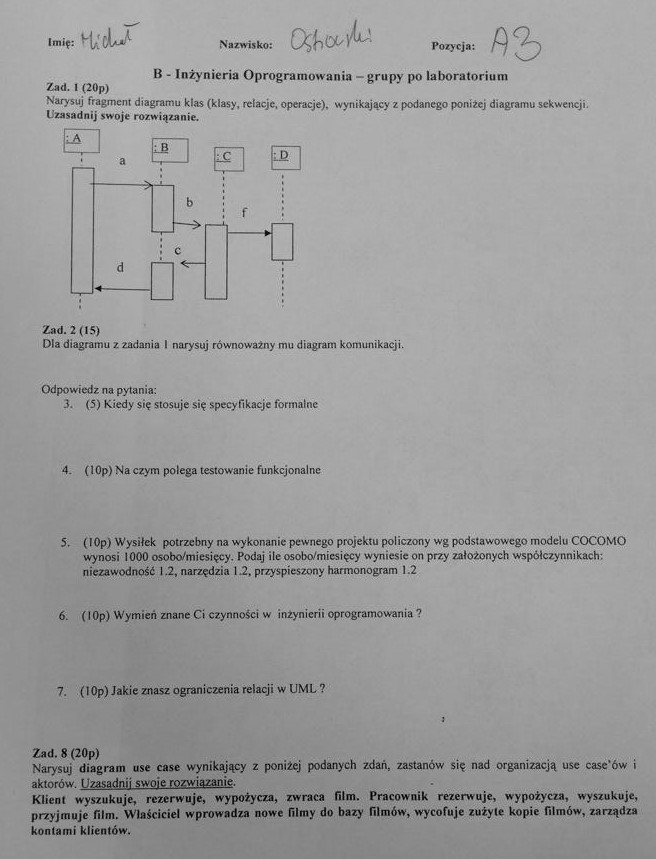 Imię: Michał Nazwisko: Pozycja: A3
B - Inżynieria Oprogramowania – grupy po laboratorium
Zad. 1 (20p)
Narysuj fragment diagramu klas (klasy, relacje, operacje), wynikający z podanego poniżej diagramu sekwencji.
Uzasadnij swoje rozwiązanie.
: A
: B
: C
: D
a
b
f
c
d
Zad. 2 (15)
Dla diagramu z zadania 1 narysuj równoważny mu diagram komunikacji.
Odpowiedz na pytania:
3. (5) Kiedy się stosuje się specyfikacje formalne
4. (10p) Na czym polega testowanie funkcjonalne
5. (10p) Wysiłek potrzebny na wykonanie pewnego projektu policzony wg podstawowego modelu COCOMO
wynosi 1000 osobo/miesięcy. Podaj ile osobo/miesięcy wyniesie on przy założonych współczynnikach:
niezawodność 1.2, narzędzia 1.2, przyspieszony harmonogram 1.2
6. (10p) Wymień znane Ci czynności w inżynierii oprogramowania ?
7. (10p) Jakie znasz ograniczenia relacji w UML ?
Zad. 8 (20p)
Narysuj diagram use case wynikający z poniżej podanych zdań, zastanów się nad organizacją use case'ów i
aktorów. Uzasadnij swoje rozwiązanie.
Klient wyszukuje, rezerwuje, wypożycza, zwraca film. Pracownik rezerwuje, wypożycza, wyszukuje,
przyjmuje film. Właściciel wprowadza nowe filmy do bazy filmów, wycofuje zużyte kopie filmów, zarządza
kontami klientów.